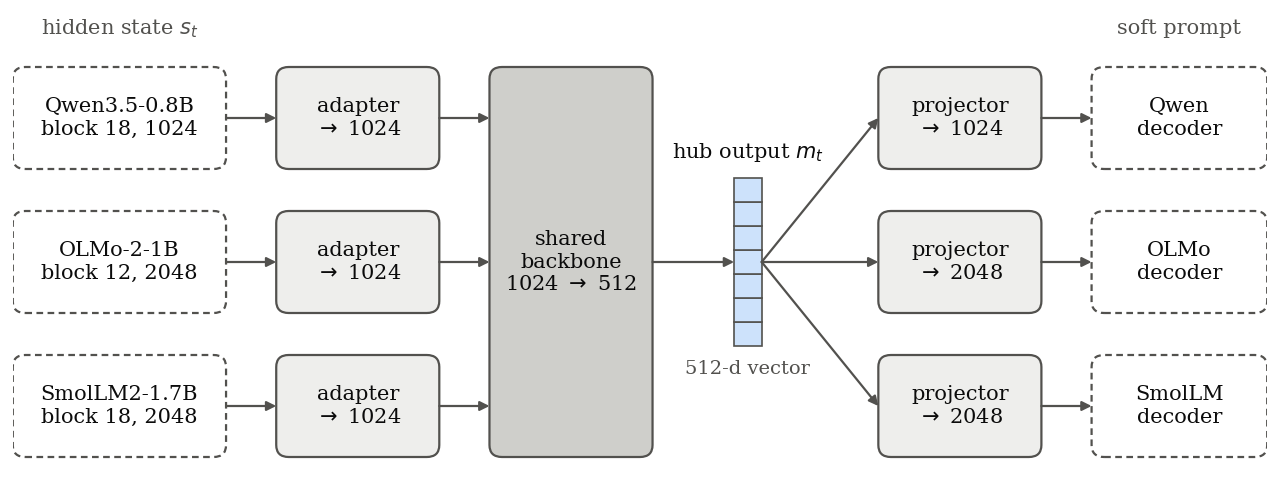 hidden state s_t
soft prompt
Qwen3.5-0.8B
block 18, 1024
adapter
→ 1024
projector
→ 1024
Qwen
decoder
hub output m_t
OLMo-2-1B
block 12, 2048
adapter
→ 1024
shared
backbone
1024 → 512
projector
→ 2048
OLMo
decoder
512-d vector
SmolLM2-1.7B
block 18, 2048
adapter
→ 1024
projector
→ 2048
SmolLM
decoder